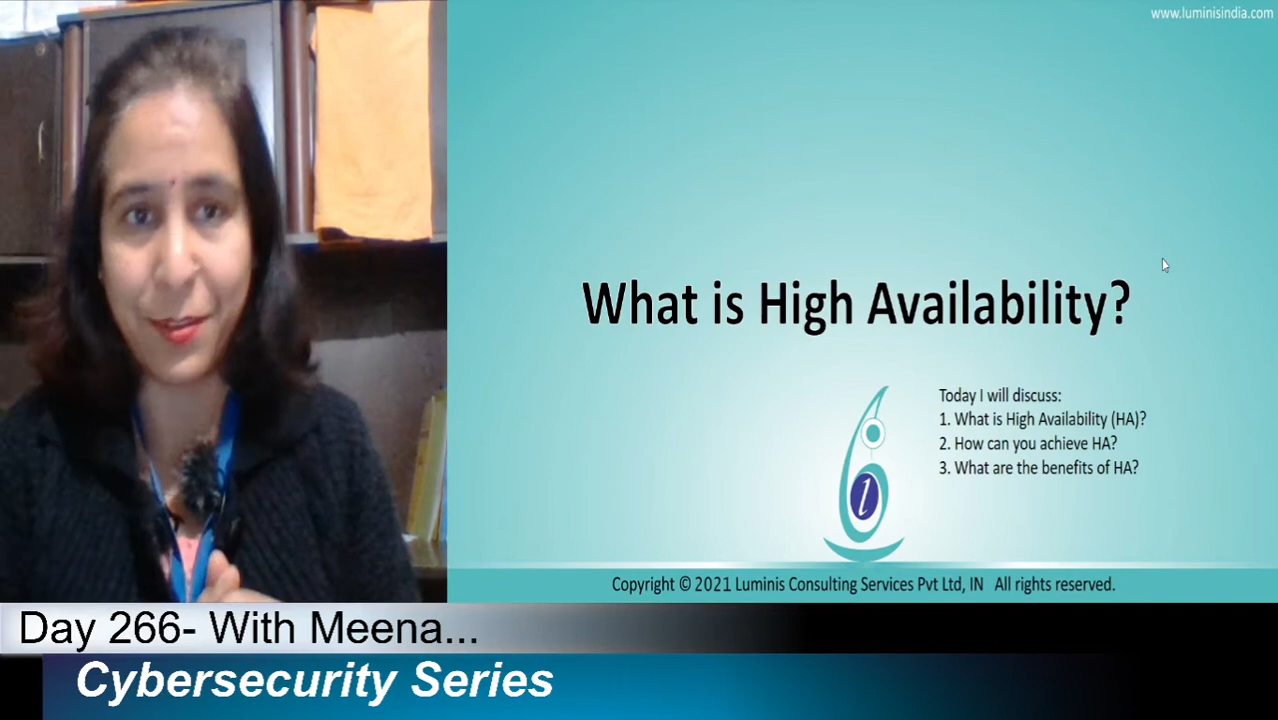 www.luminisindia.com
What is High Availability?
Today I will discuss:
1. What is High Availability (HA)?
2. How can you achieve HA?
3. What are the benefits of HA?
l
Copyright © 2021 Luminis Consulting Services Pvt Ltd, IN All rights reserved.
Day 266- With Meena...
Cybersecurity Series